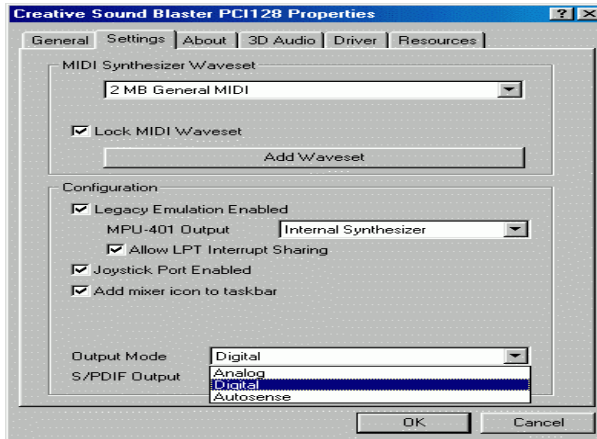 Creative Sound Blaster PCI128 Properties
General Settings About 3D Audio Driver Resources
MIDI Synthesizer Waveset
2 MB General MIDI
Lock MIDI Waveset
Add Waveset
Configuration
Legacy Emulation Enabled
MPU-401 Output Internal Synthesizer
Allow LPT Interrupt Sharing
Joystick Port Enabled
Add mixer icon to taskbar
Output Mode Digital
S/PDIF Output Analog
Digital
Autosense
OK Cancel